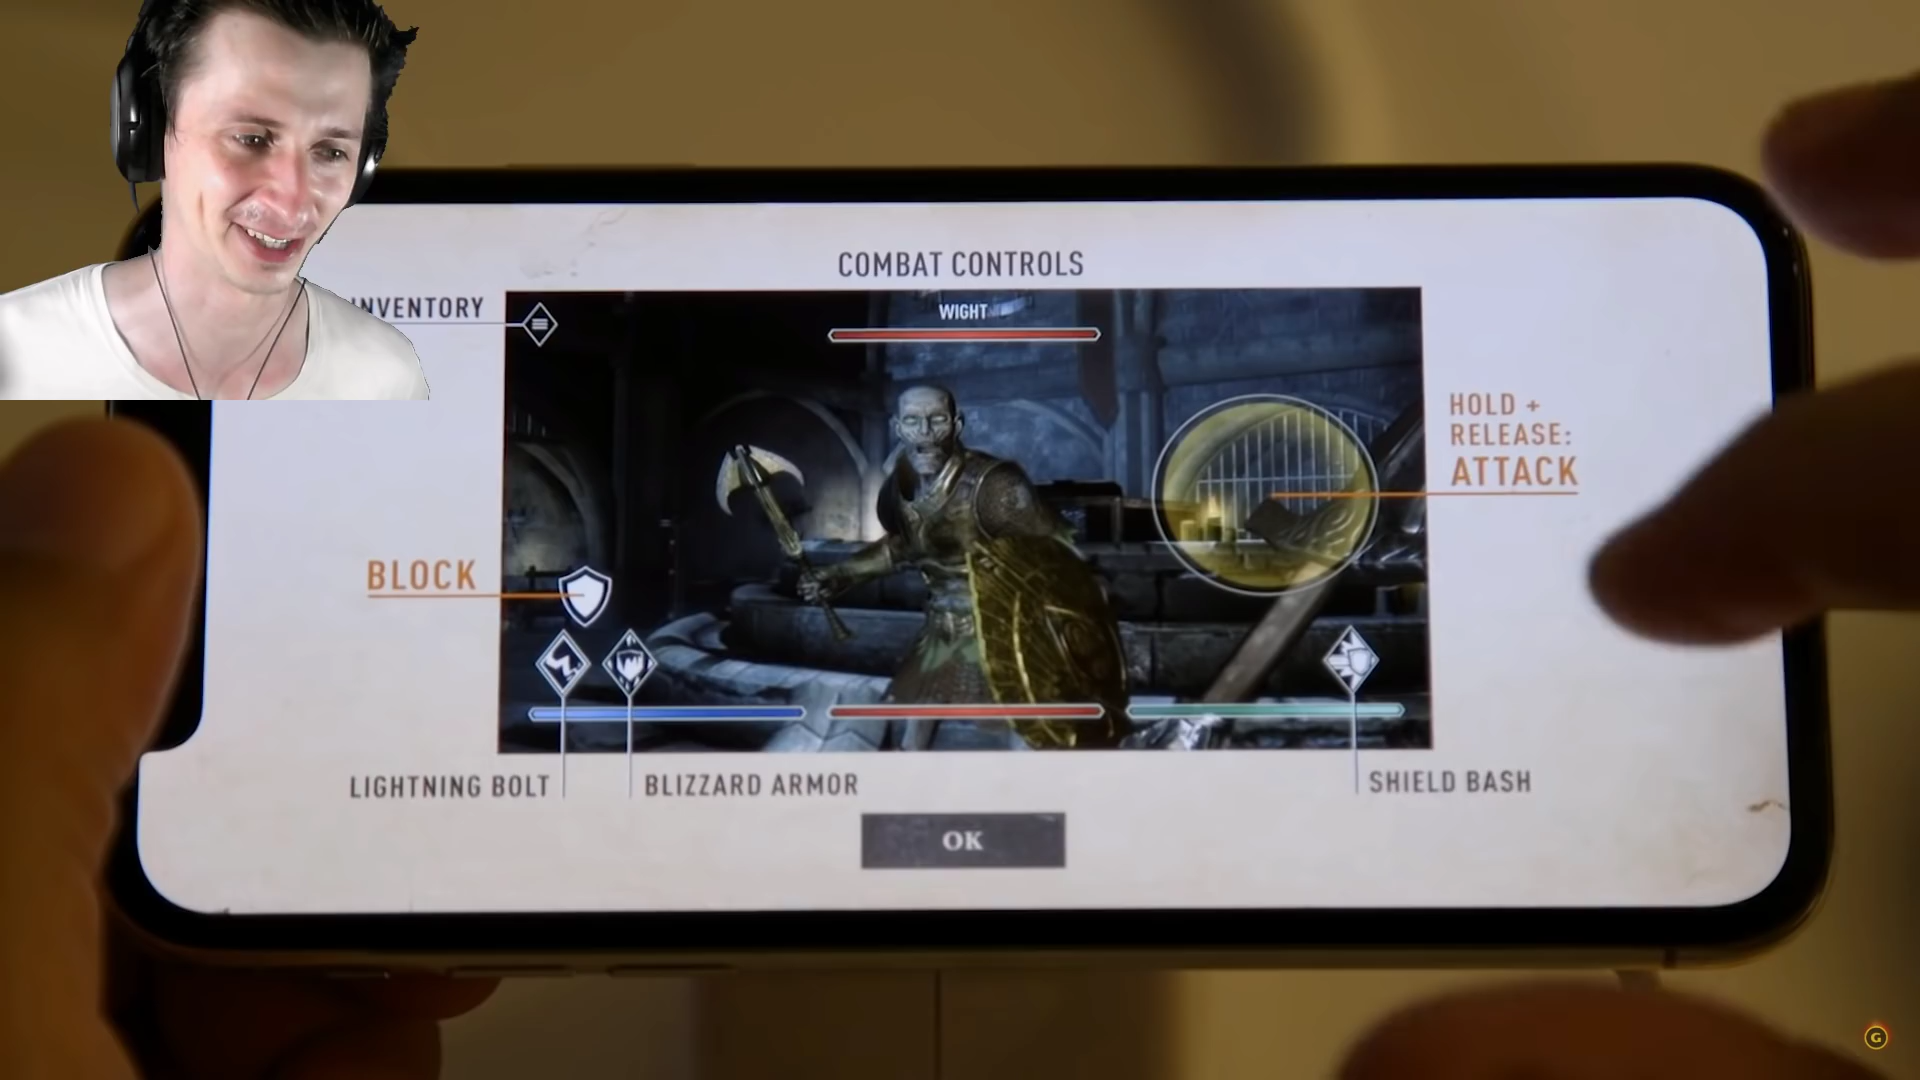 COMBAT CONTROLS
INVENTORY
WIGHT
HOLD +
RELEASE:
ATTACK
BLOCK
LIGHTNING BOLT
BLIZZARD ARMOR
SHIELD BASH
OK
G